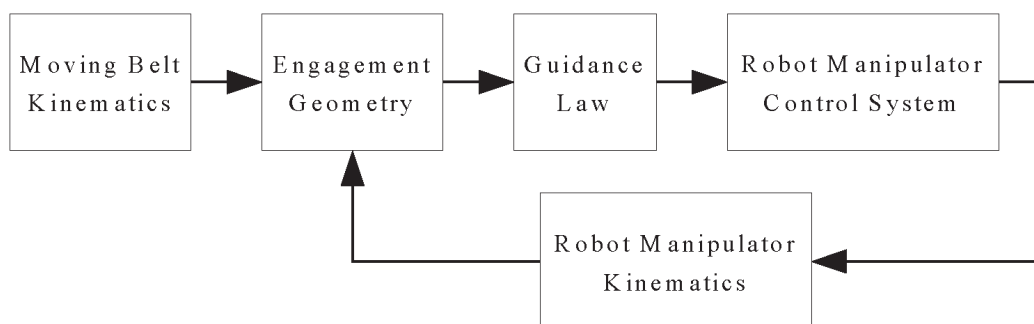 Moving Belt
Kinematics
Engagement
Geometry
Guidance
Law
Robot Manipulator
Control System
Robot Manipulator
Kinematics